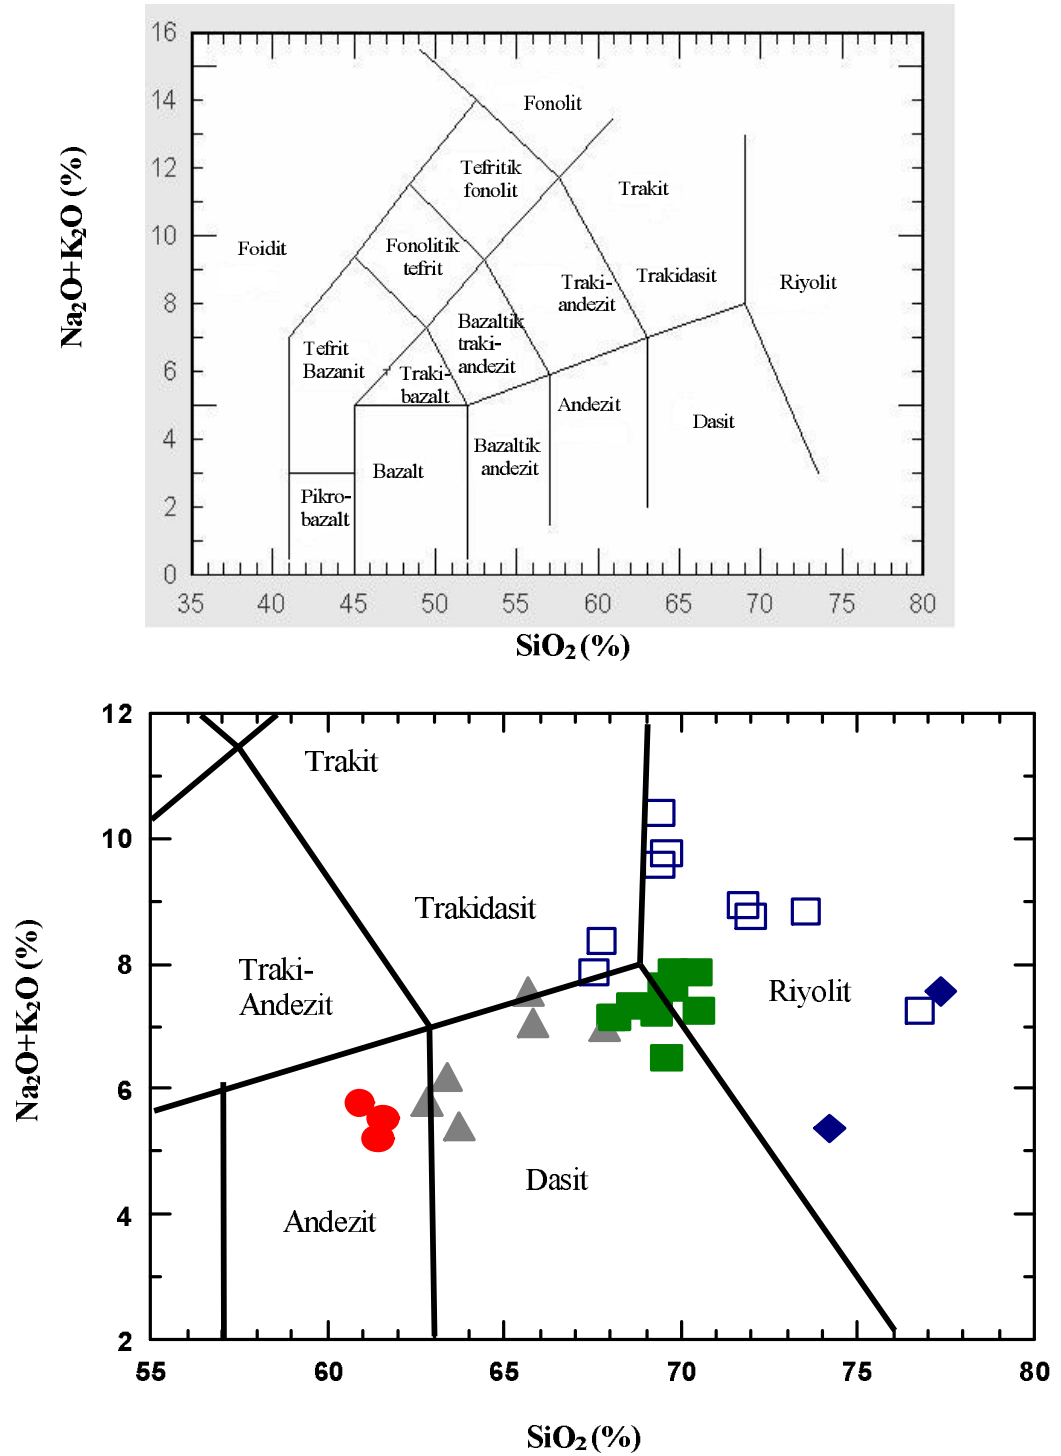 16
14
12
10
8
6
4
2
0
Na₂O+K₂O (%)
Fonolit
Tefritik
fonolit
Trakit
Foidit
Fonolitik
tefrit
Traki-
andezit
Trakidasit
Riyolit
Bazaltik
traki-
andezit
Tefrit
Bazanit
Traki-
bazalt
Andezit
Dasit
Bazaltik
andezit
Bazalt
Pikro-
bazalt
35 40 45 50 55 60 65 70 75 80
SiO₂ (%)
12
10
8
6
4
2
Na₂O+K₂O (%)
Trakit
Trakidasit
Traki-
Andezit
Riyolit
Dasit
Andezit
55 60 65 70 75 80
SiO₂ (%)